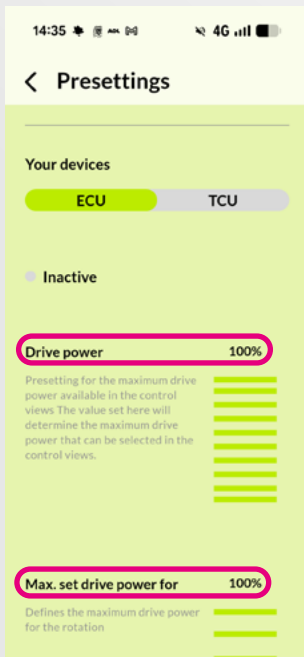 14:35 4G
Presettings
Your devices
ECU TCU
Inactive
Drive power 100%
Presetting for the maximum drive
power available in the control
views The value set here will
determine the maximum drive
power that can be selected in the
control views.
Max. set drive power for 100%
Defines the maximum drive power
for the rotation